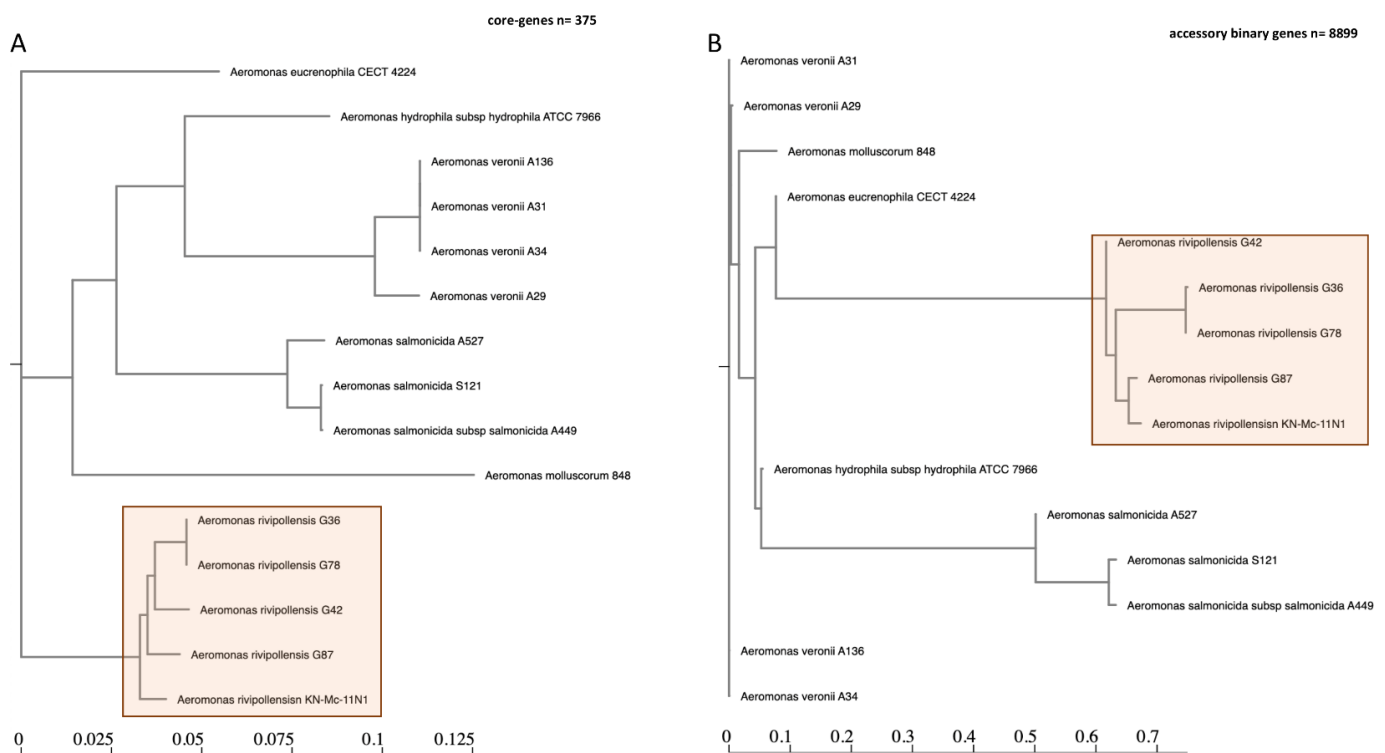 core-genes n= 375
A
Aeromonas eucrenophila CECT 4224
Aeromonas hydrophila subsp hydrophila ATCC 7966
Aeromonas veronii A136
Aeromonas veronii A31
Aeromonas veronii A34
Aeromonas veronii A29
Aeromonas salmonicida A527
Aeromonas salmonicida S121
Aeromonas salmonicida subsp salmonicida A449
Aeromonas molluscorum 848
Aeromonas rivipollensis G36
Aeromonas rivipollensis G78
Aeromonas rivipollensis G42
Aeromonas rivipollensis G87
Aeromonas rivipollensisn KN-Mc-11N1
0 0.025 0.05 0.075 0.1 0.125
accessory binary genes n= 8899
B
Aeromonas veronii A31
Aeromonas veronii A29
Aeromonas molluscorum 848
Aeromonas eucrenophila CECT 4224
Aeromonas rivipollensis G42
Aeromonas rivipollensis G36
Aeromonas rivipollensis G78
Aeromonas rivipollensis G87
Aeromonas rivipollensisn KN-Mc-11N1
Aeromonas hydrophila subsp hydrophila ATCC 7966
Aeromonas salmonicida A527
Aeromonas salmonicida S121
Aeromonas salmonicida subsp salmonicida A449
Aeromonas veronii A136
Aeromonas veronii A34
0 0.1 0.2 0.3 0.4 0.5 0.6 0.7